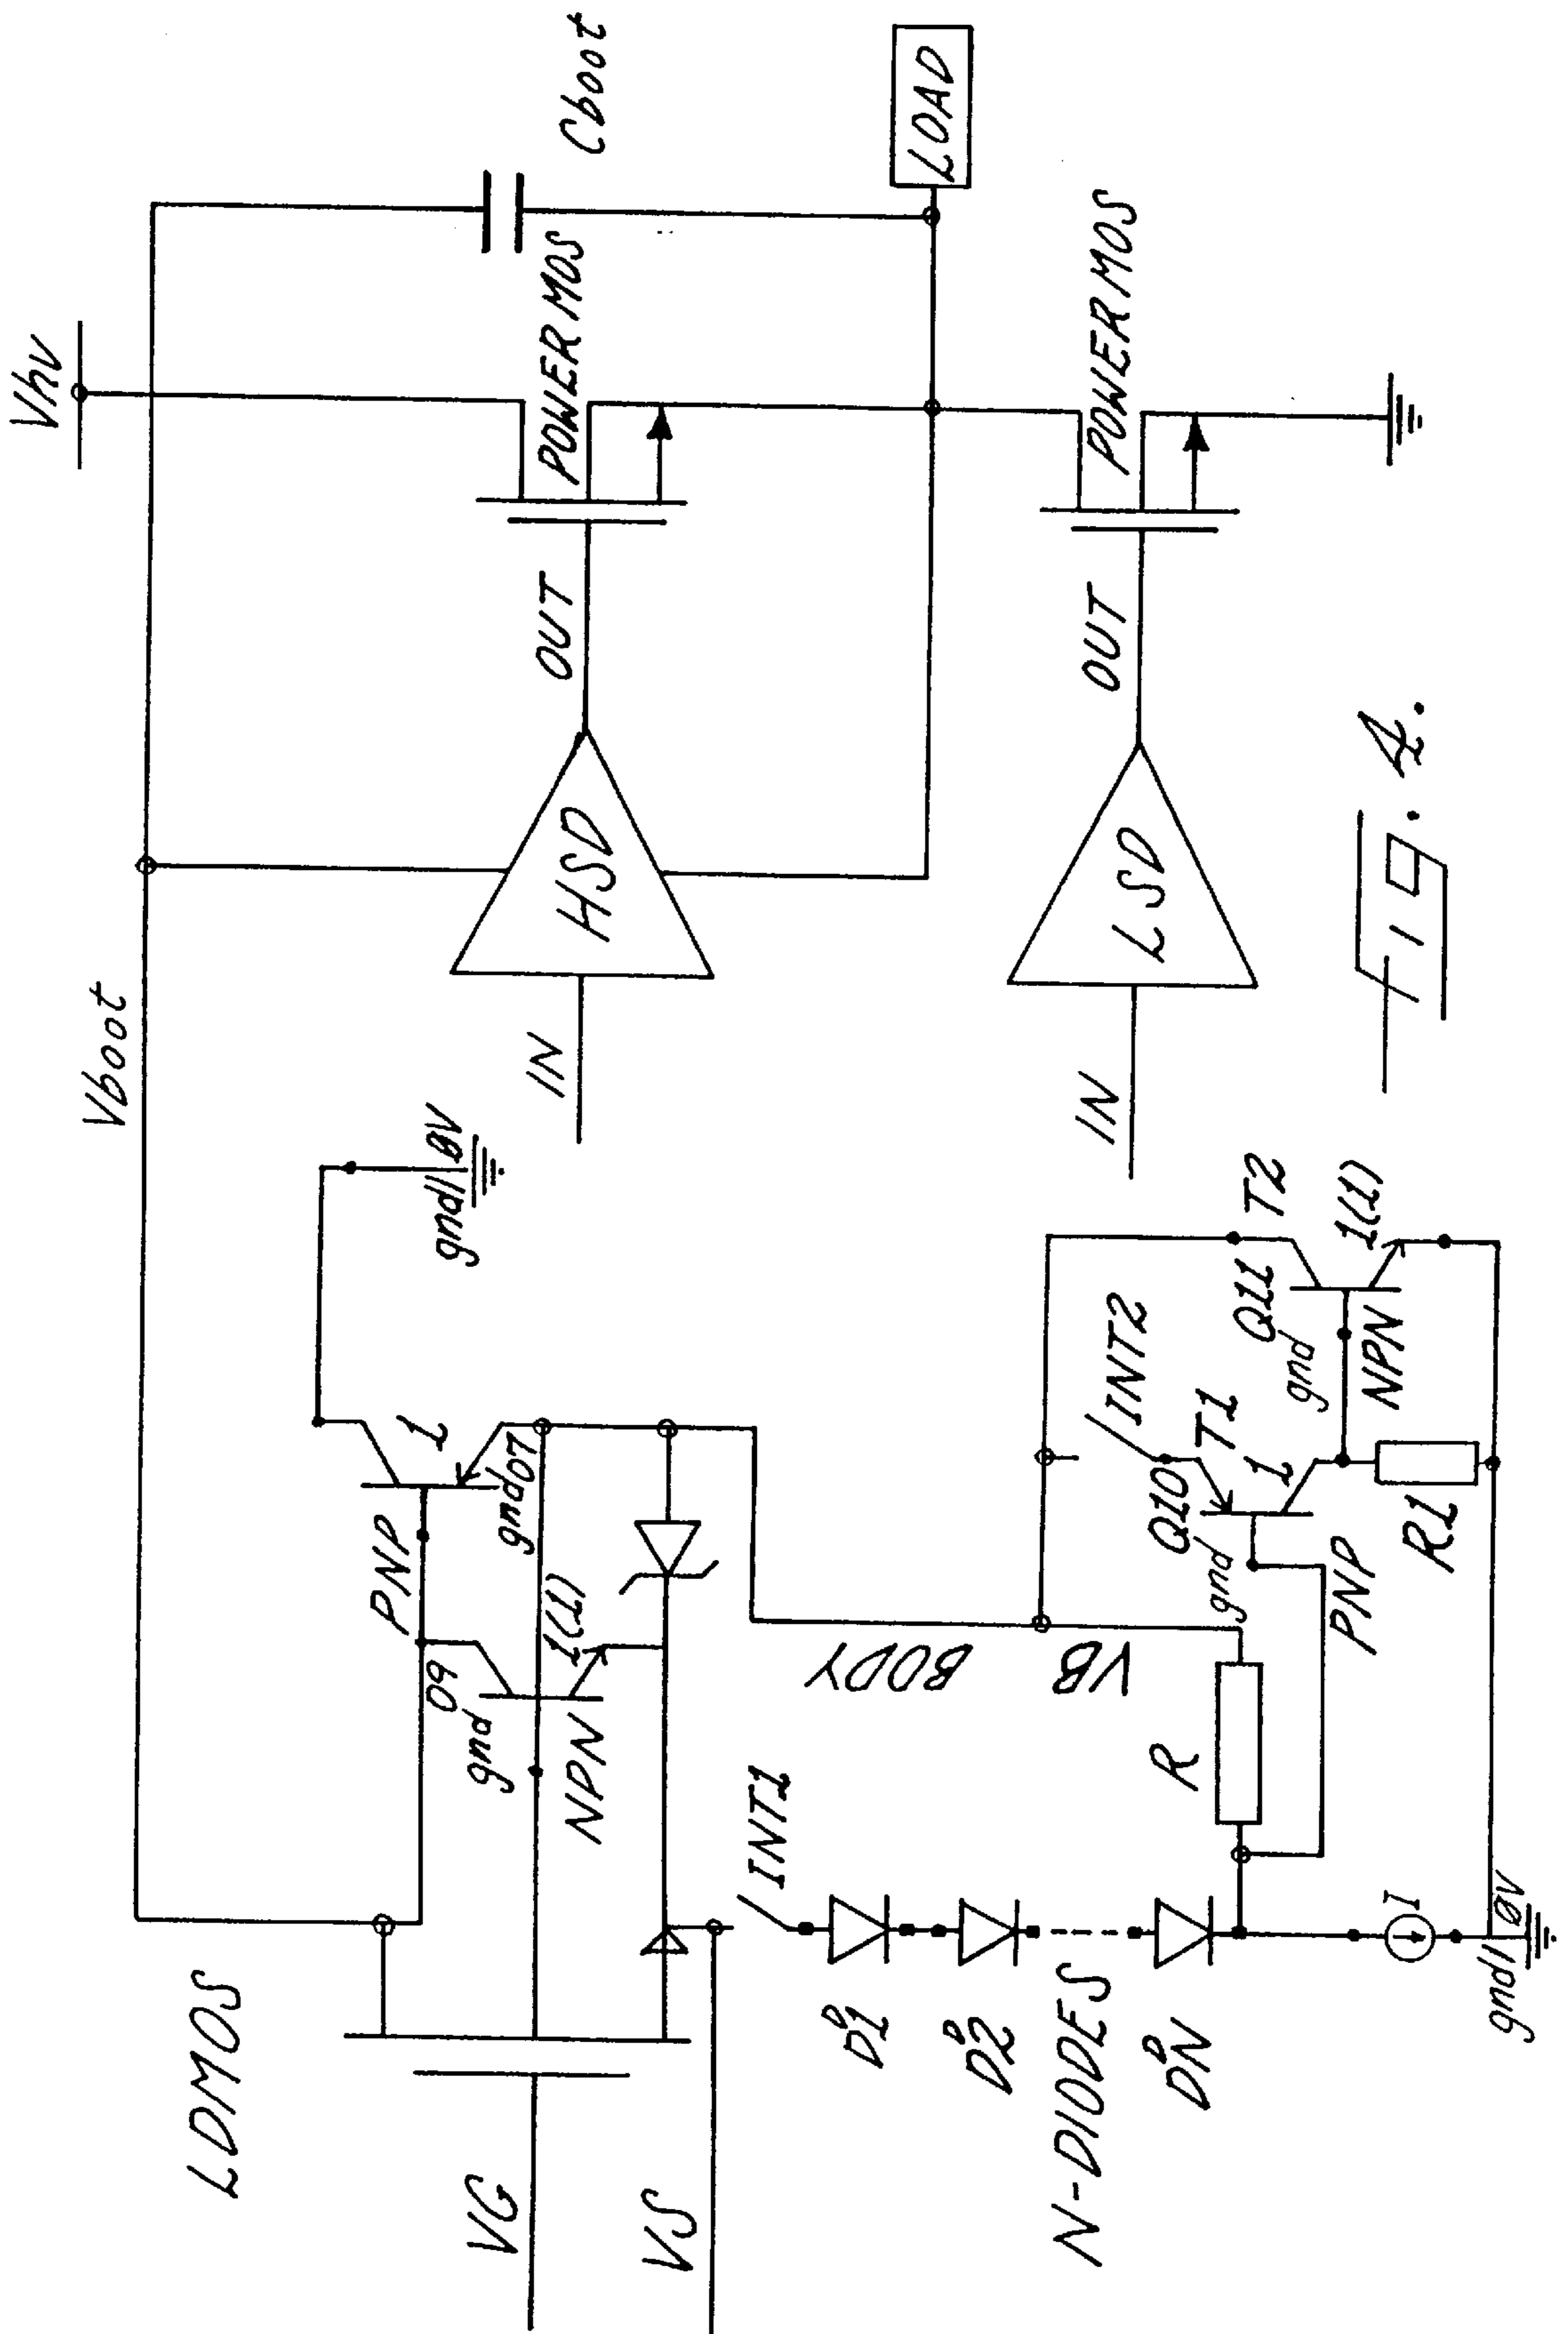 LDMOS
Vboot
Vhv
PNP
1
gnd 0V
Cboot
VG
09
gnd
1(1)
NPN
gnd07
IN
HSD
OUT
POWER MOS
VS
INT1
BODY
VB
LOAD
D1
D2
N-DIODES
DN
R
INT2
Q10
gnd
T1
1
PNP
R1
Q11
gnd
T2
1(1)
NPN
IN
LSD
OUT
POWER MOS
I
gnd 0V
Fig. 4.